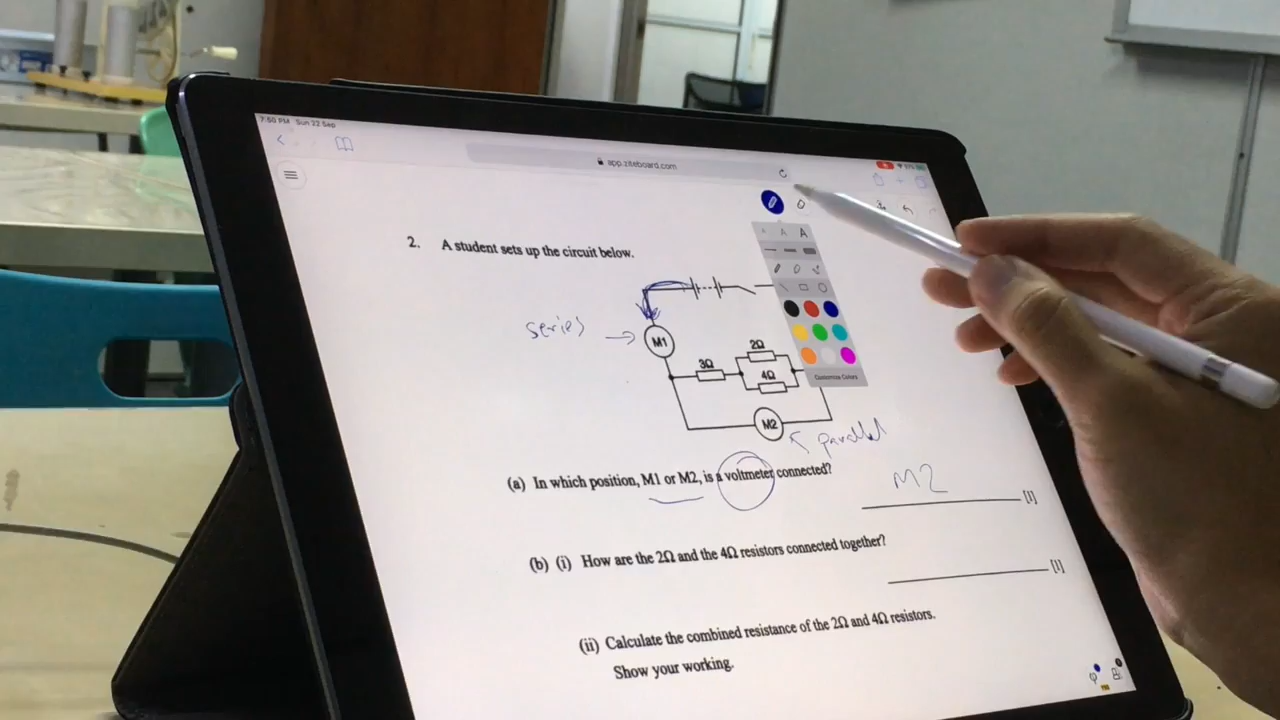 7:50 PM Sun 22 Sep
app.ziteboard.com
A A A
2. A student sets up the circuit below.
series
M1
3Ω
2Ω
4Ω
M2
Customize Colors
parallel
(a) In which position, M1 or M2, is a voltmeter connected?
M2
[1]
(b) (i) How are the 2Ω and the 4Ω resistors connected together?
[1]
(ii) Calculate the combined resistance of the 2Ω and 4Ω resistors.
Show your working.